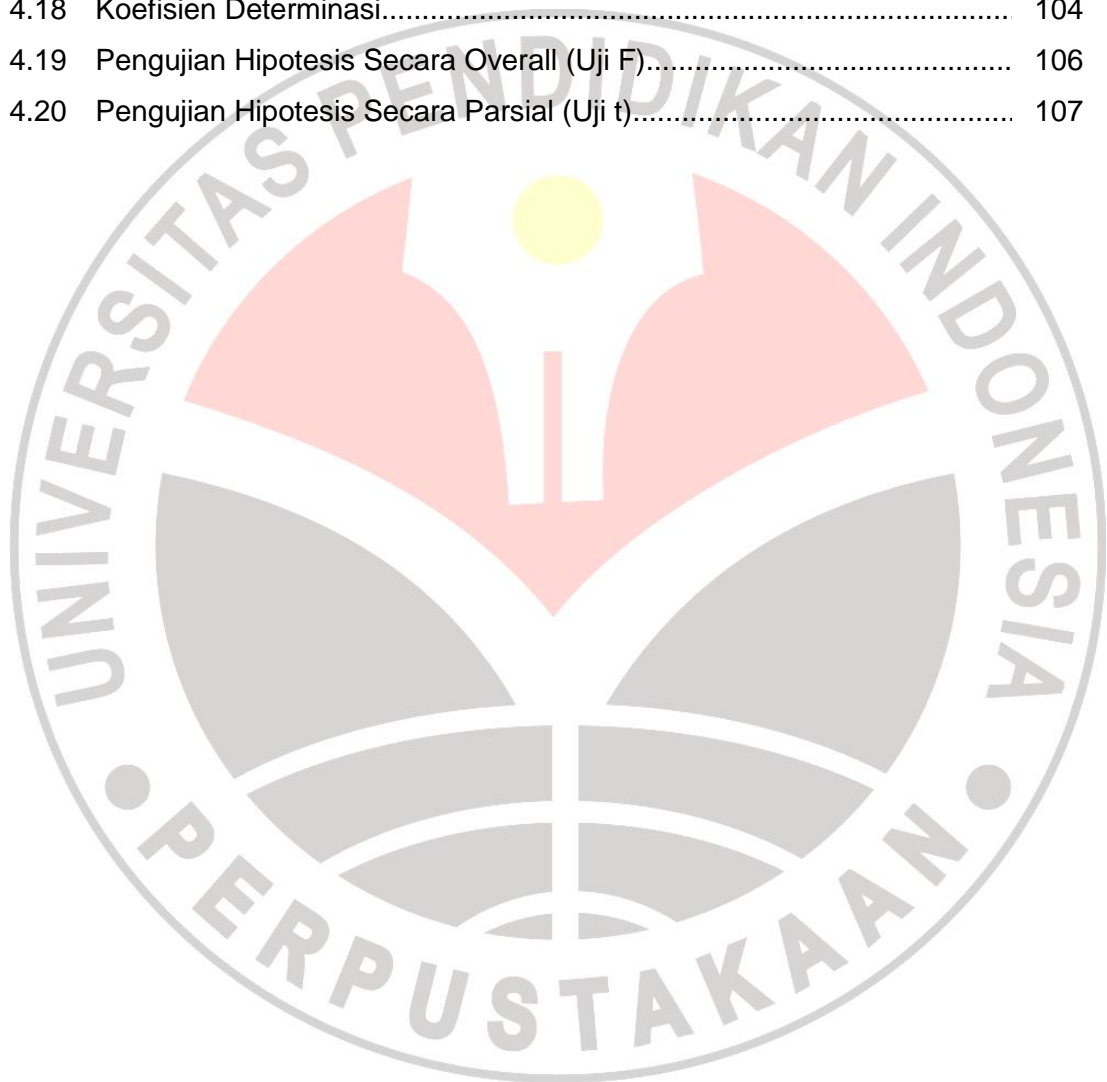 4.18 Koefisien Determinasi............................................................................ 104
4.19 Pengujian Hipotesis Secara Overall (Uji F)........................................... 106
4.20 Pengujian Hipotesis Secara Parsial (Uji t)............................................. 107
UNIVERSITAS PENDIDIKAN INDONESIA
• PERPUSTAKAAN •